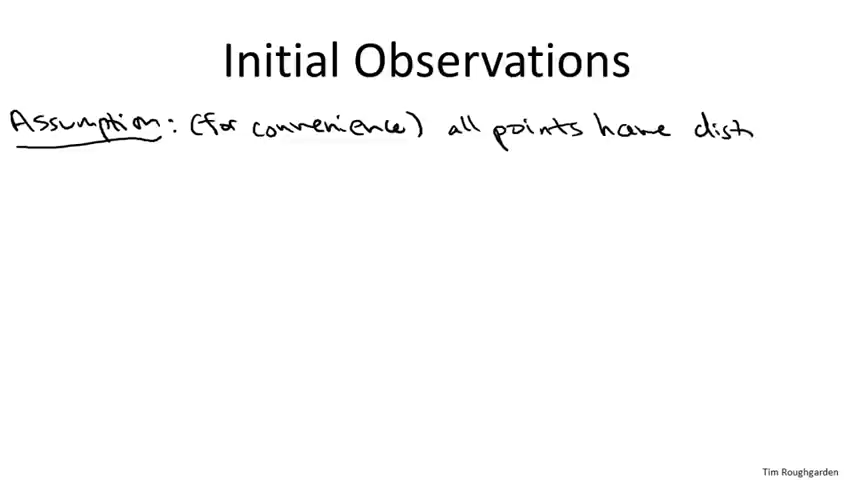 Initial Observations
Assumption: (for convenience) all points have dist
Tim Roughgarden